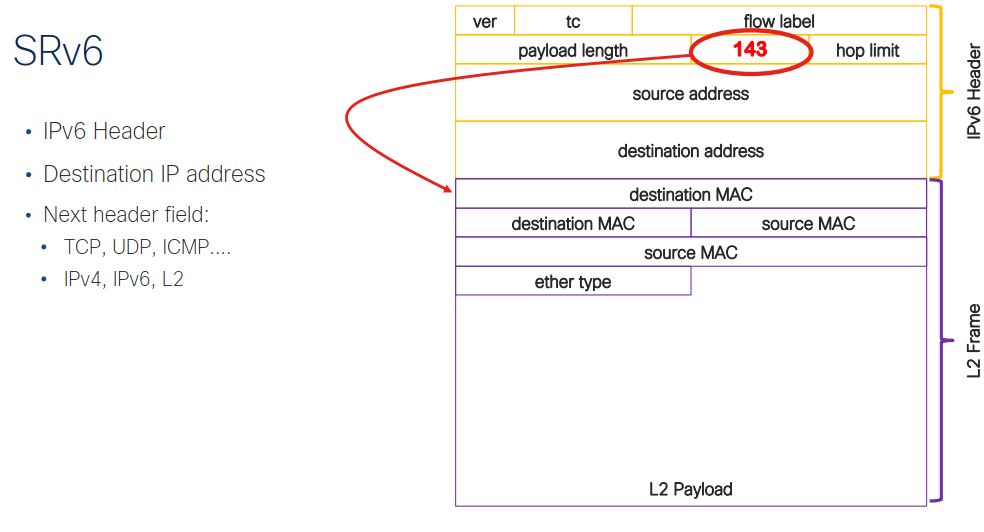 SRv6
• IPv6 Header
• Destination IP address
• Next header field:
• TCP, UDP, ICMP....
• IPv4, IPv6, L2
ver tc flow label
payload length 143 hop limit
source address
destination address
destination MAC
destination MAC source MAC
source MAC
ether type
L2 Payload
IPv6 Header
L2 Frame